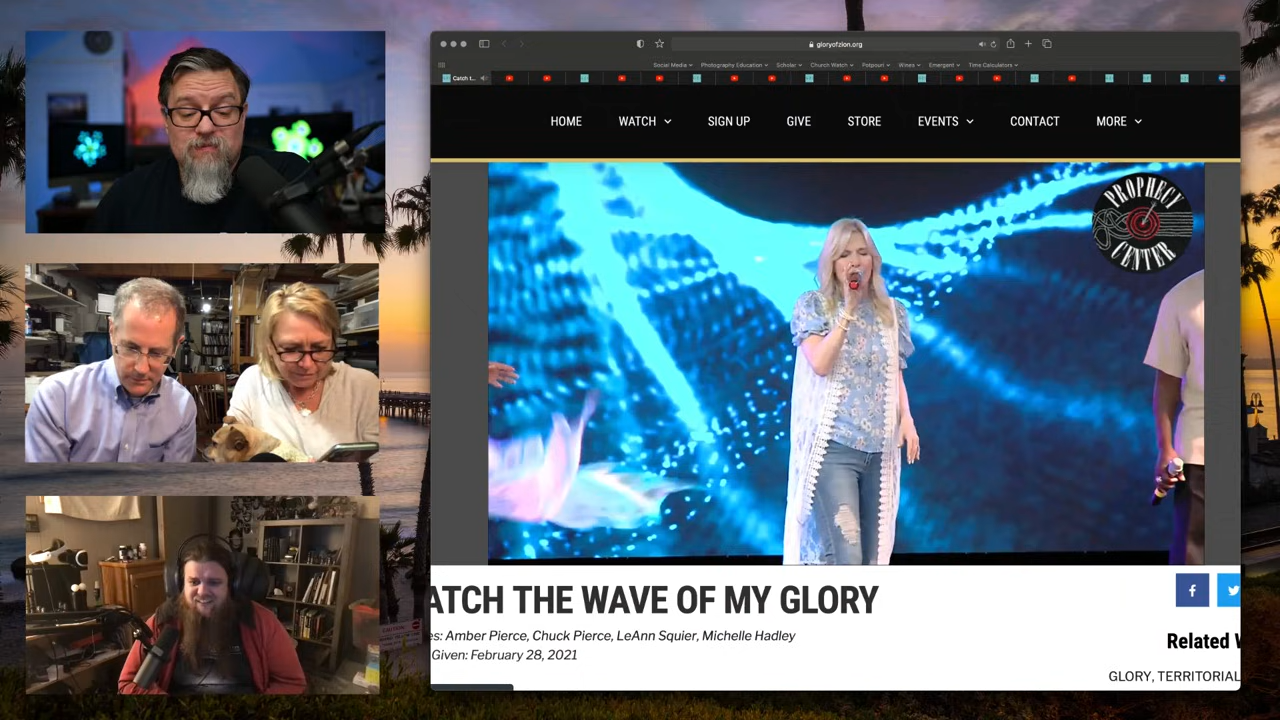 gloryofzion.org
Social Media Photography Education Scholar Church Watch Potpouri Wines Emergent Time Calculators
Catch t...
HOME WATCH SIGN UP GIVE STORE EVENTS CONTACT MORE
PROPHECY
CENTER
ATCH THE WAVE OF MY GLORY
es: Amber Pierce, Chuck Pierce, LeAnn Squier, Michelle Hadley
Given: February 28, 2021
Related
GLORY, TERRITORIAL